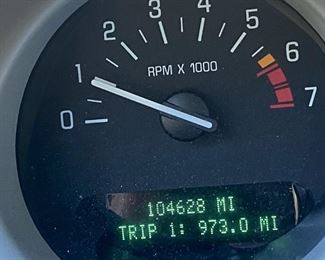 0 1 2 3 4 5 6 7
RPM X 1000
104628 MI
TRIP 1: 973.0 MI